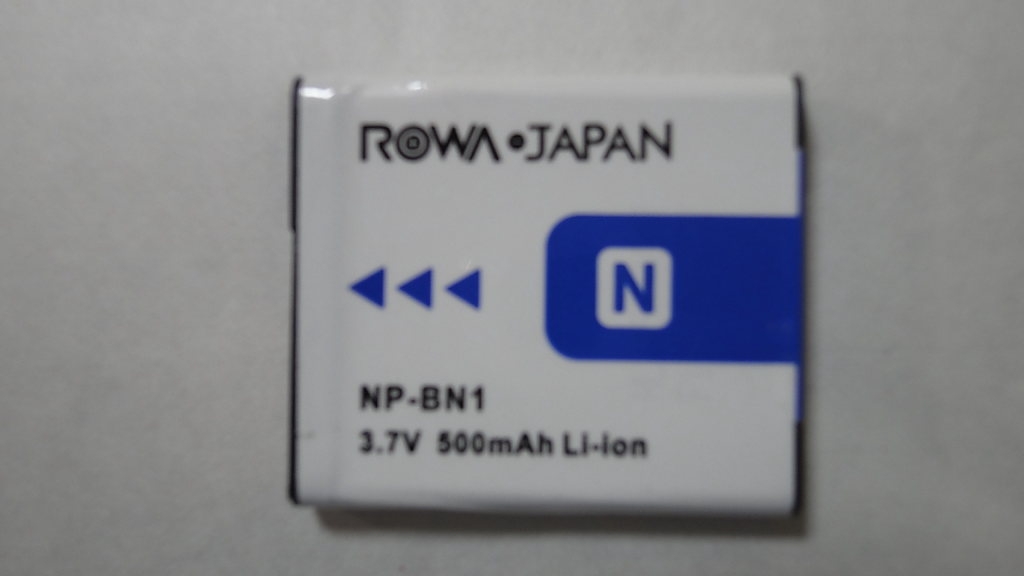 ROWA•JAPAN
N
NP-BN1
3.7V 500mAh Li-ion